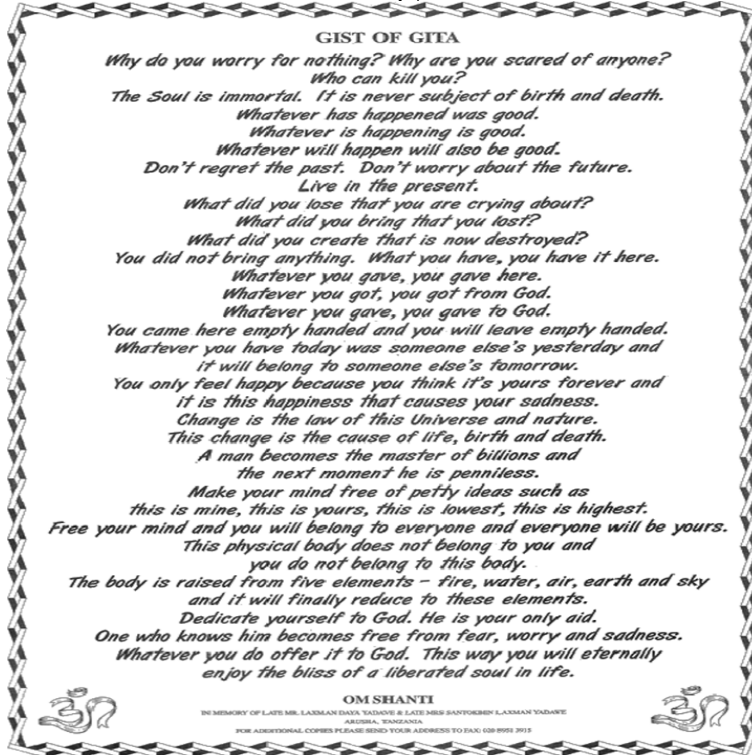 GIST OF GITA
Why do you worry for nothing? Why are you scared of anyone?
Who can kill you?
The Soul is immortal. It is never subject of birth and death.
Whatever has happened was good.
Whatever is happening is good.
Whatever will happen will also be good.
Don't regret the past. Don't worry about the future.
Live in the present.
What did you lose that you are crying about?
What did you bring that you lost?
What did you create that is now destroyed?
You did not bring anything. What you have, you have it here.
Whatever you gave, you gave here.
Whatever you got, you got from God.
Whatever you gave, you gave to God.
You came here empty handed and you will leave empty handed.
Whatever you have today was someone else's yesterday and
it will belong to someone else's tomorrow.
You only feel happy because you think it's yours forever and
it is this happiness that causes your sadness.
Change is the law of this Universe and nature.
This change is the cause of life, birth and death.
A man becomes the master of billions and
the next moment he is penniless.
Make your mind free of petty ideas such as
this is mine, this is yours, this is lowest, this is highest.
Free your mind and you will belong to everyone and everyone will be yours.
This physical body does not belong to you and
you do not belong to this body.
The body is raised from five elements – fire, water, air, earth and sky
and it will finally reduce to these elements.
Dedicate yourself to God. He is your only aid.
One who knows him becomes free from fear, worry and sadness.
Whatever you do offer it to God. This way you will eternally
enjoy the bliss of a liberated soul in life.
ॐ
OM SHANTI
ॐ
IN MEMORY OF LATE MR. LAXMAN DAYA YADAVE & LATE MRS SANTOKBHN LAXMAN YADAVE
ARUSHA, TANZANIA
FOR ADDITIONAL COPIES PLEASE SEND YOUR ADDRESS TO FAX: 020 8951 3915